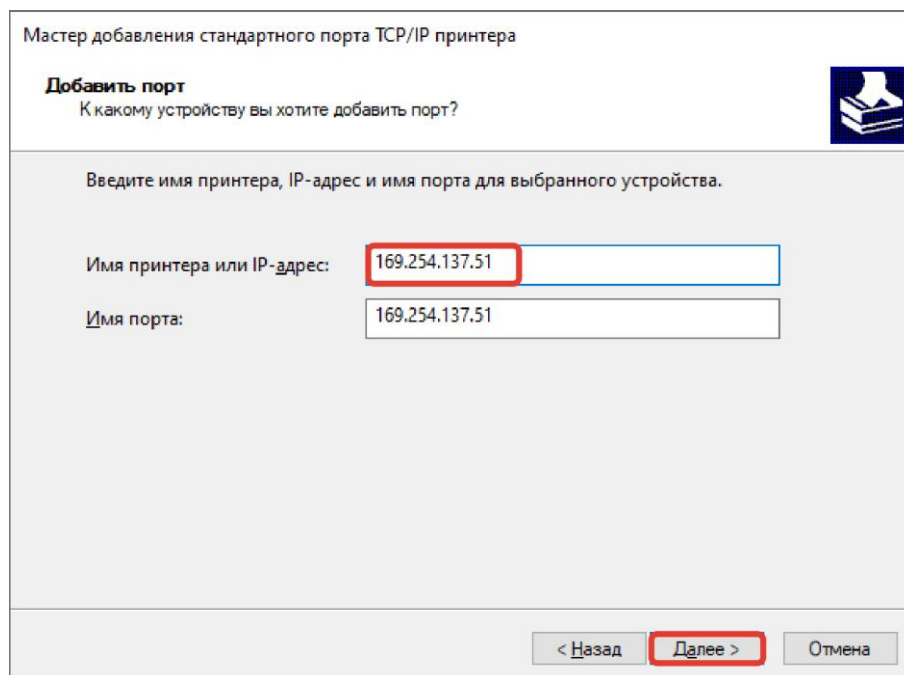 Мастер добавления стандартного порта TCP/IP принтера
Добавить порт
К какому устройству вы хотите добавить порт?
Введите имя принтера, IP-адрес и имя порта для выбранного устройства.
Имя принтера или IP-адрес: 169.254.137.51
Имя порта: 169.254.137.51
< Назад Далее > Отмена